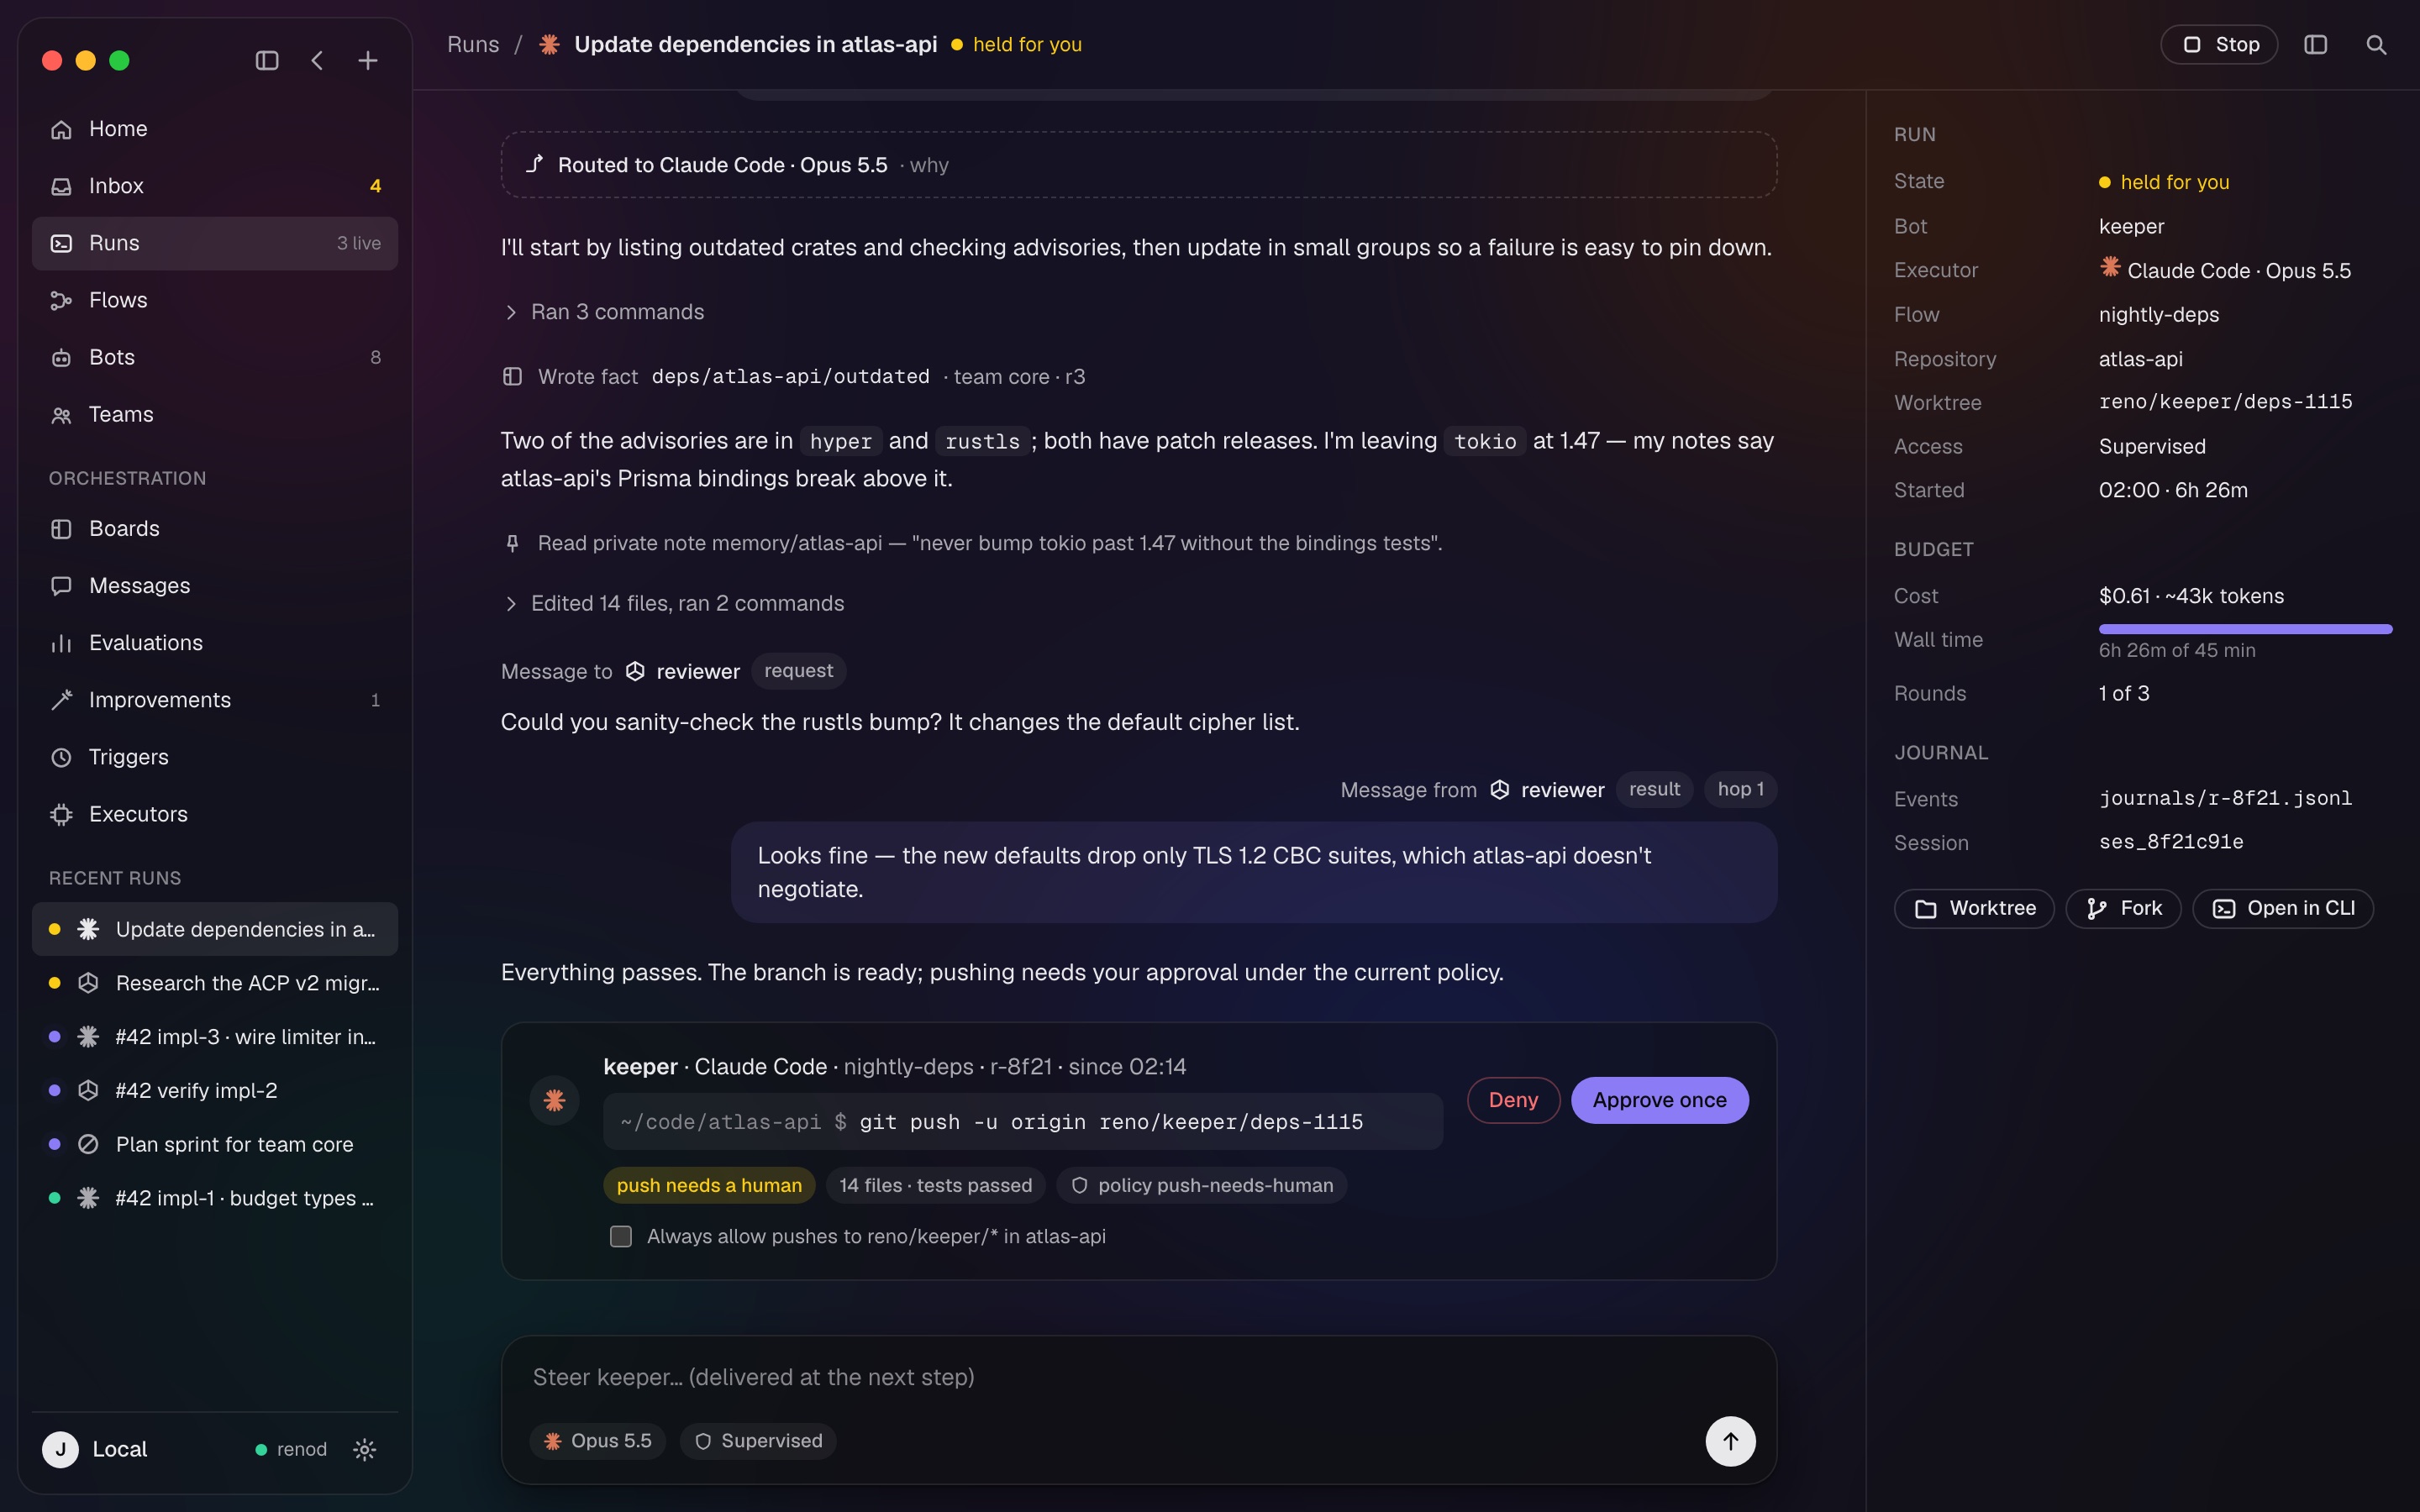 Home
Inbox 4
Runs 3 live
Flows
Bots 8
Teams
ORCHESTRATION
Boards
Messages
Evaluations
Improvements 1
Triggers
Executors
RECENT RUNS
Update dependencies in a...
Research the ACP v2 migr...
#42 impl-3 · wire limiter in...
#42 verify impl-2
Plan sprint for team core
#42 impl-1 · budget types ...
J Local renod
Runs / Update dependencies in atlas-api held for you
Stop
Routed to Claude Code · Opus 5.5 · why
I'll start by listing outdated crates and checking advisories, then update in small groups so a failure is easy to pin down.
Ran 3 commands
Wrote fact deps/atlas-api/outdated · team core · r3
Two of the advisories are in hyper and rustls; both have patch releases. I'm leaving tokio at 1.47 — my notes say
atlas-api's Prisma bindings break above it.
Read private note memory/atlas-api — "never bump tokio past 1.47 without the bindings tests".
Edited 14 files, ran 2 commands
Message to reviewer request
Could you sanity-check the rustls bump? It changes the default cipher list.
Message from reviewer result hop 1
Looks fine — the new defaults drop only TLS 1.2 CBC suites, which atlas-api doesn't
negotiate.
Everything passes. The branch is ready; pushing needs your approval under the current policy.
keeper · Claude Code · nightly-deps · r-8f21 · since 02:14
~/code/atlas-api $ git push -u origin reno/keeper/deps-1115
Deny
Approve once
push needs a human
14 files · tests passed
policy push-needs-human
Always allow pushes to reno/keeper/* in atlas-api
Steer keeper... (delivered at the next step)
Opus 5.5
Supervised
RUN
State held for you
Bot keeper
Executor Claude Code · Opus 5.5
Flow nightly-deps
Repository atlas-api
Worktree reno/keeper/deps-1115
Access Supervised
Started 02:00 · 6h 26m
BUDGET
Cost $0.61 · ~43k tokens
Wall time 6h 26m of 45 min
Rounds 1 of 3
JOURNAL
Events journals/r-8f21.jsonl
Session ses_8f21c91e
Worktree
Fork
Open in CLI